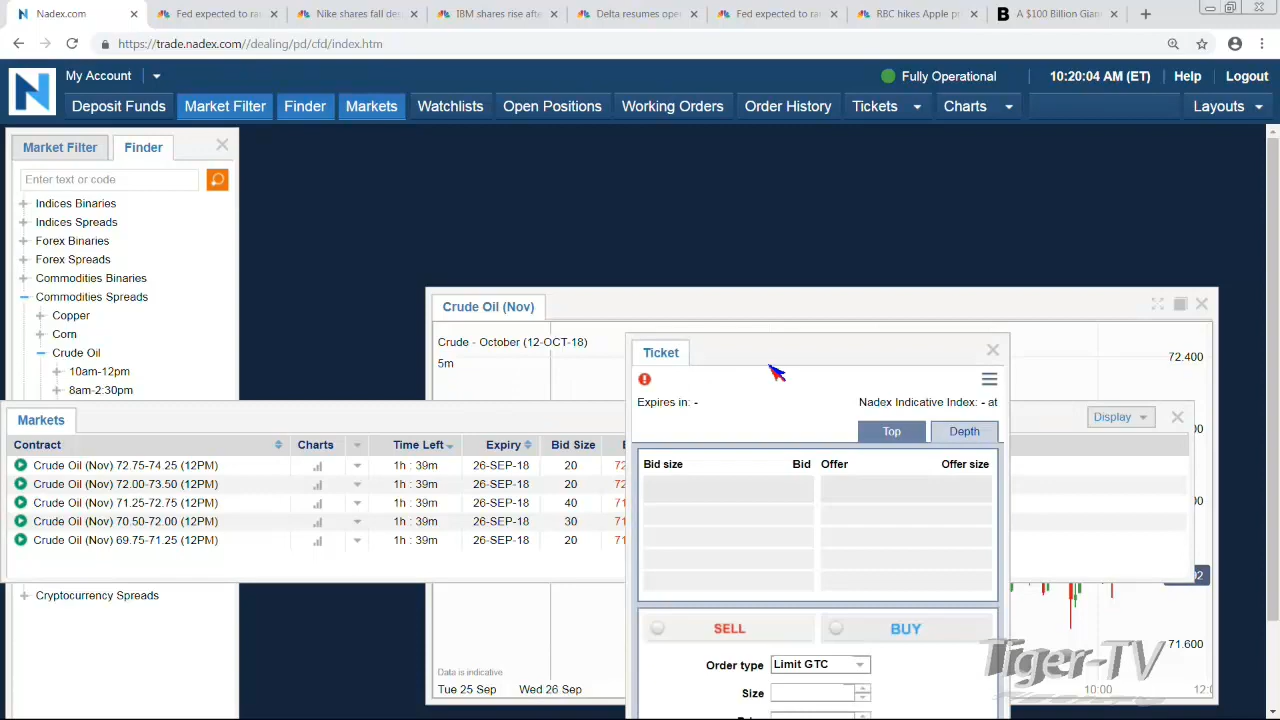 Nadex.com
Fed expected to ra
Nike shares fall des
IBM shares rise afte
Delta resumes ope
Fed expected to ra
RBC hikes Apple pr
B A $100 Billion Gian
https://trade.nadex.com//dealing/pd/cfd/index.htm
N My Account
Fully Operational
10:20:04 AM (ET)
Help
Logout
Deposit Funds
Market Filter
Finder
Markets
Watchlists
Open Positions
Working Orders
Order History
Tickets
Charts
Layouts
Market Filter
Finder
Enter text or code
Indices Binaries
Indices Spreads
Forex Binaries
Forex Spreads
Commodities Binaries
Commodities Spreads
Copper
Corn
Crude Oil
10am-12pm
8am-2:30pm
Cryptocurrency Spreads
Crude Oil (Nov)
Crude - October (12-OCT-18)
5m
72.400
71.600
Data is indicative
Tue 25 Sep
Wed 26 Sep
10:00
Markets
Display
Contract Charts Time Left Expiry Bid Size
Crude Oil (Nov) 72.75-74.25 (12PM) 1h : 39m 26-SEP-18 20 72
Crude Oil (Nov) 72.00-73.50 (12PM) 1h : 39m 26-SEP-18 20 72
Crude Oil (Nov) 71.25-72.75 (12PM) 1h : 39m 26-SEP-18 40 71
Crude Oil (Nov) 70.50-72.00 (12PM) 1h : 39m 26-SEP-18 30 71
Crude Oil (Nov) 69.75-71.25 (12PM) 1h : 39m 26-SEP-18 20 71
Ticket
Expires in: -
Nadex Indicative Index: - at
Top
Depth
Bid size Bid Offer Offer size
SELL
BUY
Order type Limit GTC
Size
Tiger-TV